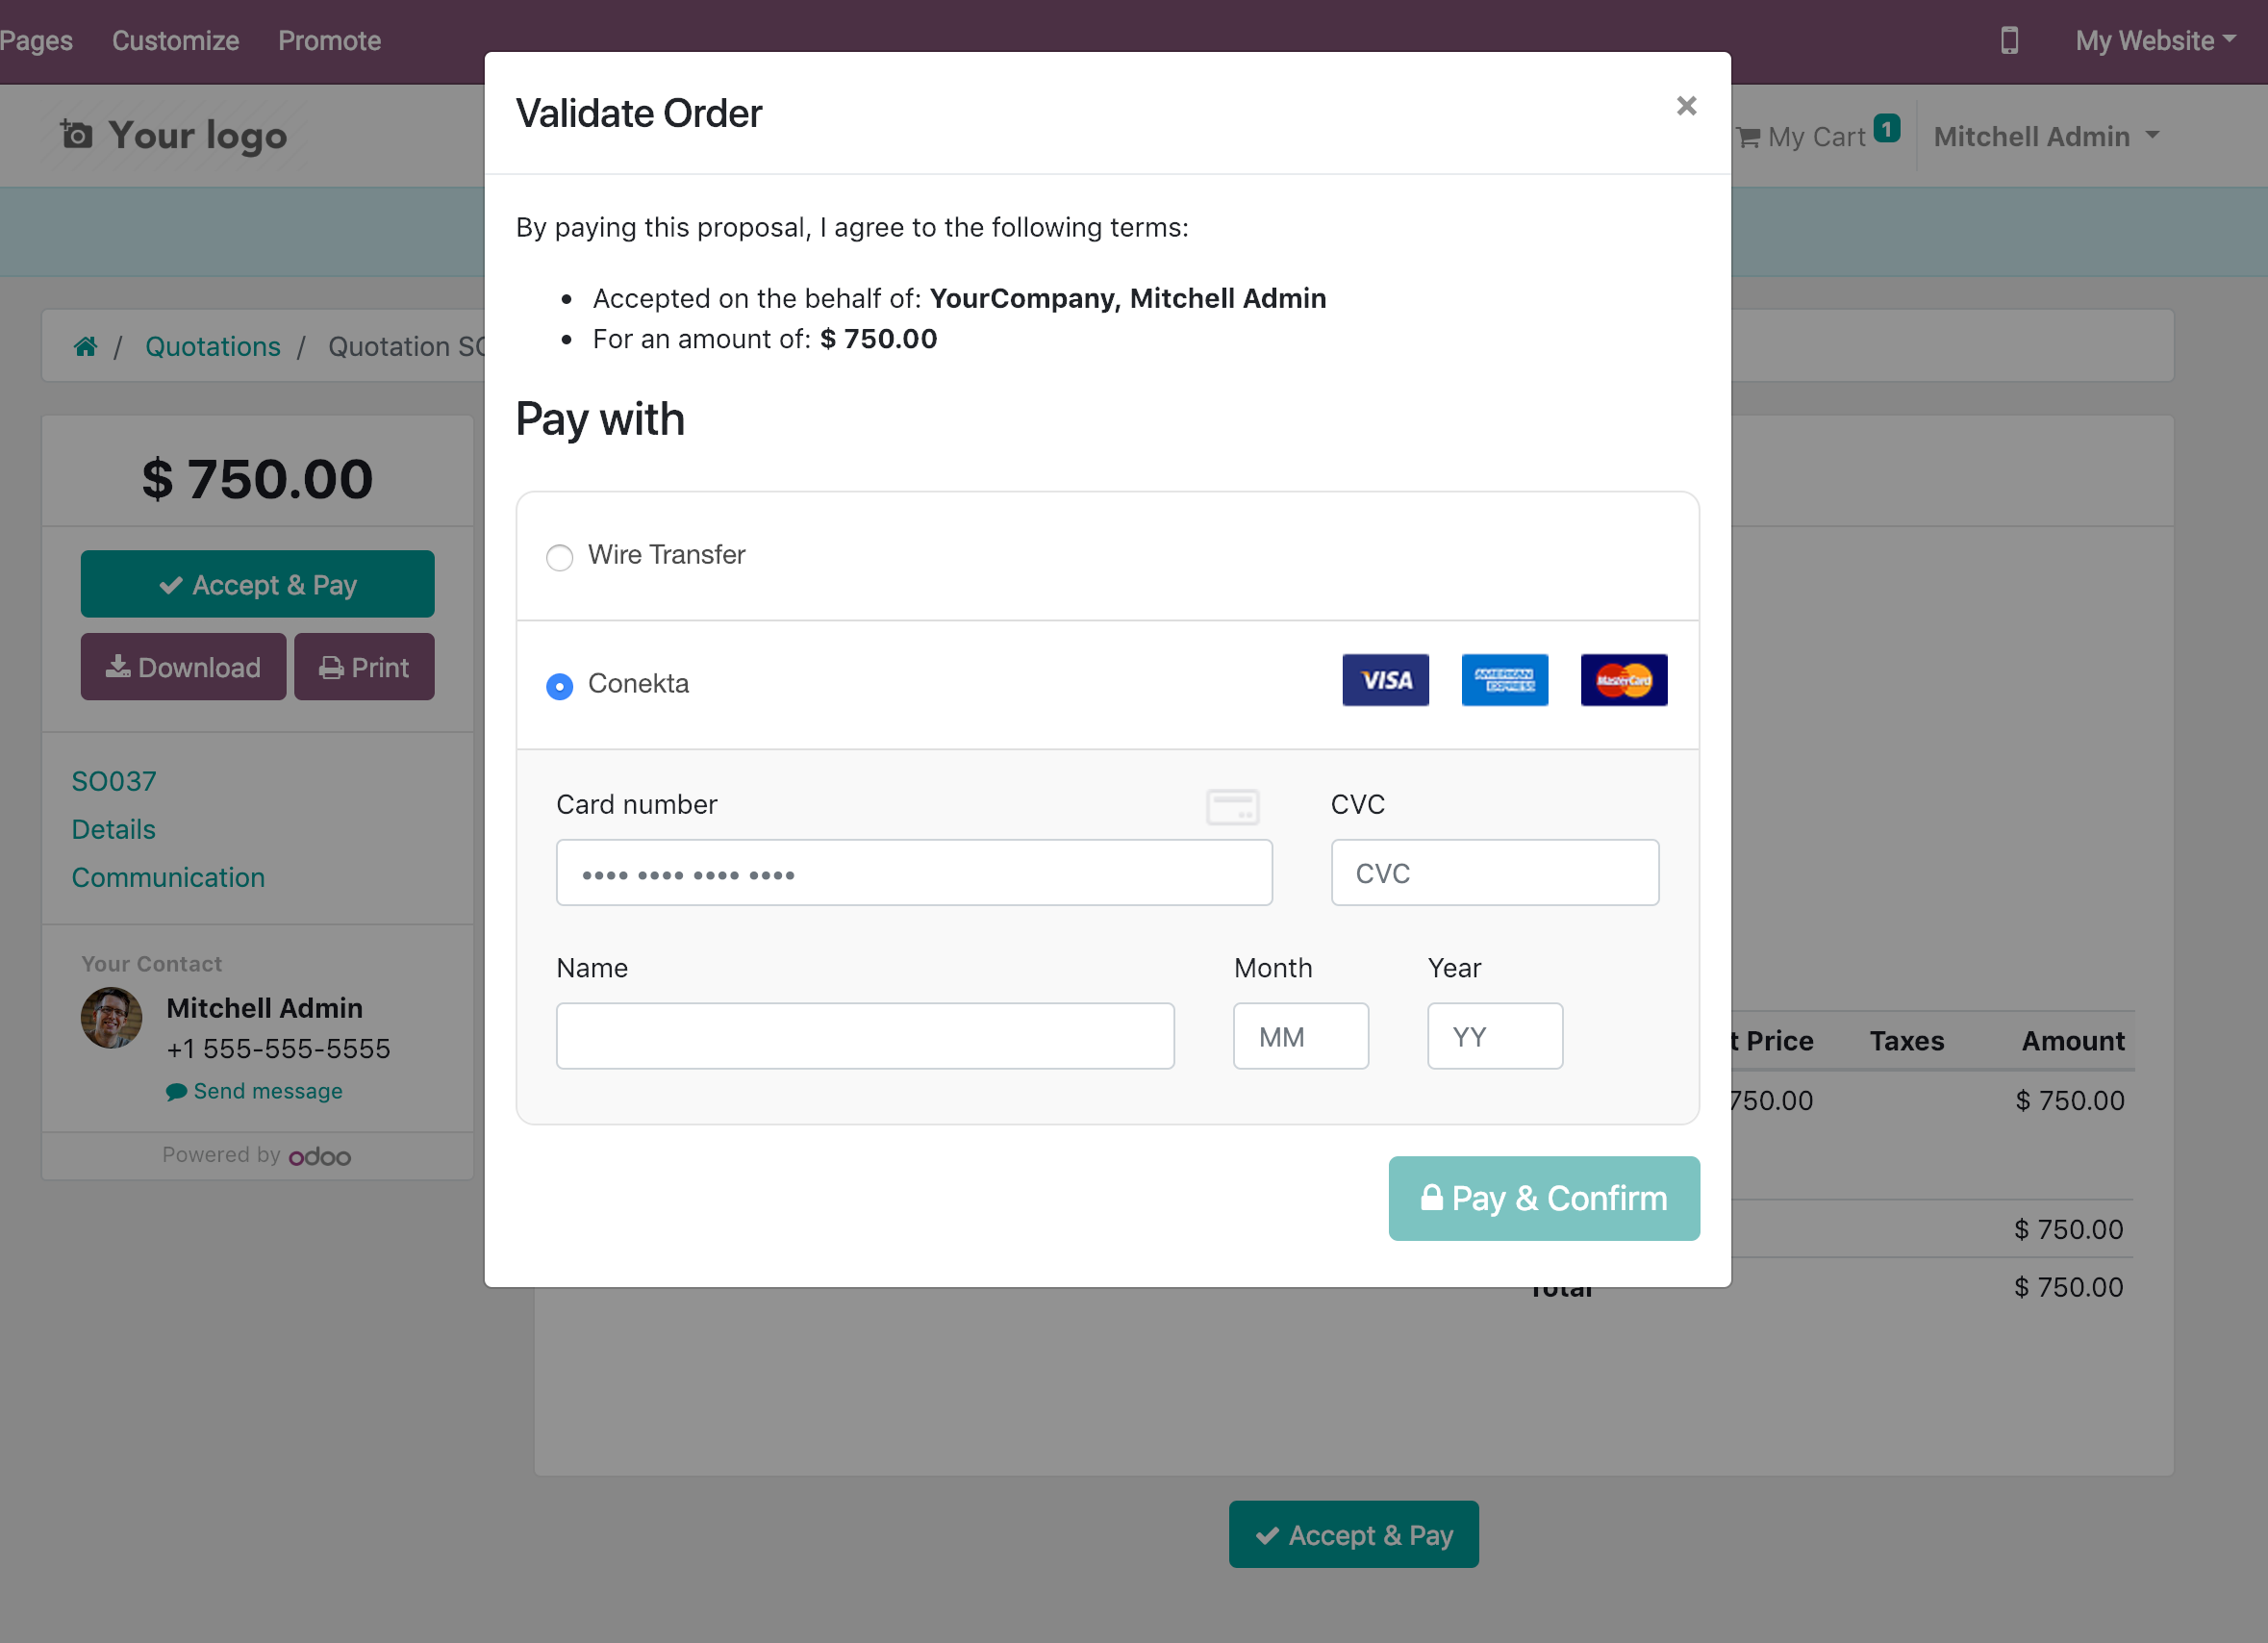 Pages Customize Promote My Website
Your logo My Cart 1 Mitchell Admin
Validate Order ×
By paying this proposal, I agree to the following terms:
Accepted on the behalf of: YourCompany, Mitchell Admin
For an amount of: $ 750.00
/ Quotations / Quotation SO
Pay with
$ 750.00
Accept & Pay
Download Print
Wire Transfer
Conekta VISA AMERICAN EXPRESS MasterCard
SO037
Details
Communication
Card number CVC
•••• •••• •••• •••• CVC
Name Month Year
MM YY
Your Contact
Mitchell Admin
+1 555-555-5555
Send message
Powered by odoo
t Price Taxes Amount
750.00 $ 750.00
Pay & Confirm
$ 750.00
Total $ 750.00
Accept & Pay